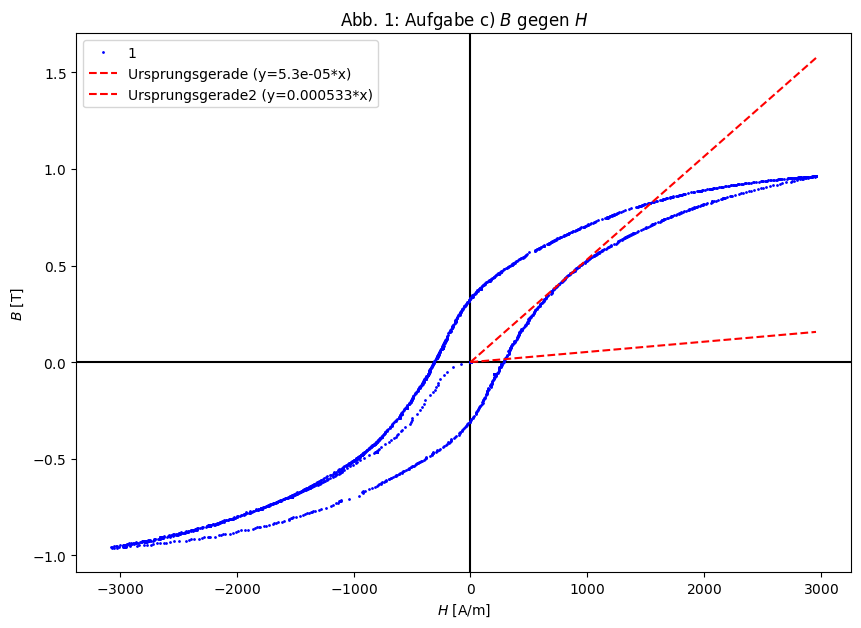 Abb. 1: Aufgabe c) B gegen H
1
Ursprungsgerade (y=5.3e-05*x)
Ursprungsgerade2 (y=0.000533*x)
1.5
1.0
0.5
0.0
−0.5
−1.0
B [T]
−3000 −2000 −1000 0 1000 2000 3000
H [A/m]